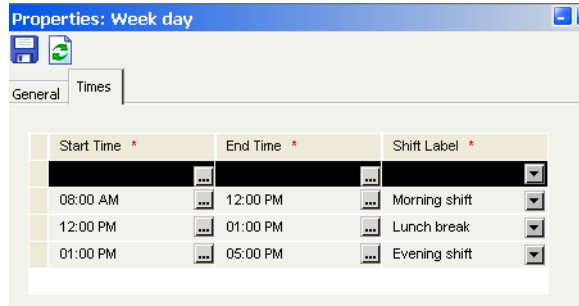 Properties: Week day
General Times
Start Time * End Time * Shift Label *
... ...
08:00 AM ... 12:00 PM ... Morning shift
12:00 PM ... 01:00 PM ... Lunch break
01:00 PM ... 05:00 PM ... Evening shift